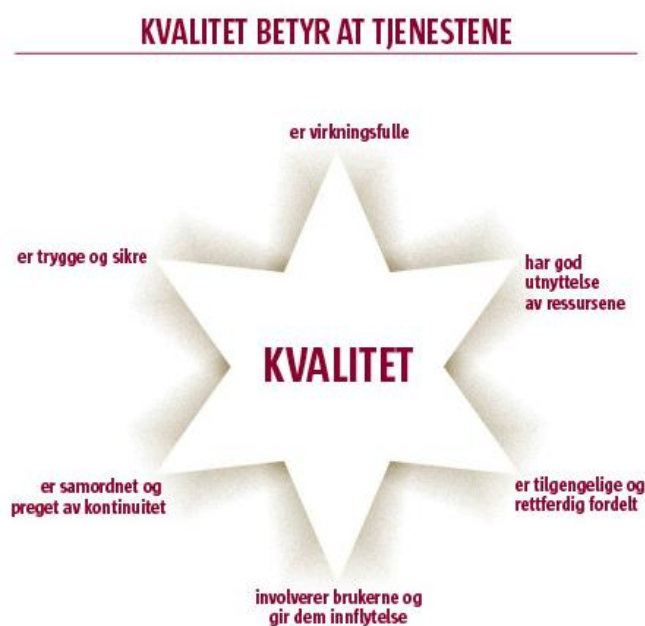 KVALITET BETYR AT TJENESTENE
er virkningsfulle
er trygge og sikre
har god
utnyttelse
av ressursene
KVALITET
er samordnet og
preget av kontinuitet
er tilgengelige og
rettferdig fordelt
involverer brukerne og
gir dem innflytelse